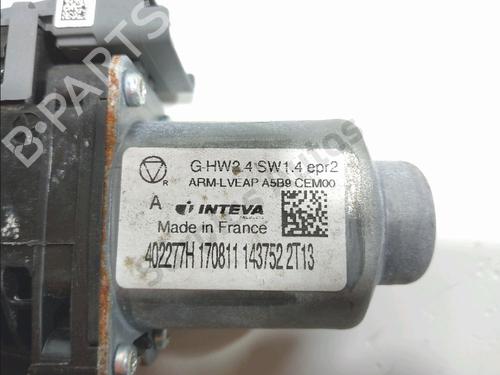 G-HW2.4 SW1.4 epr2
ARM-LVEAP A5B9 CEM00
A INTEVA
Made in France
402277H 170811 143752 2T13
R
B-PARTS